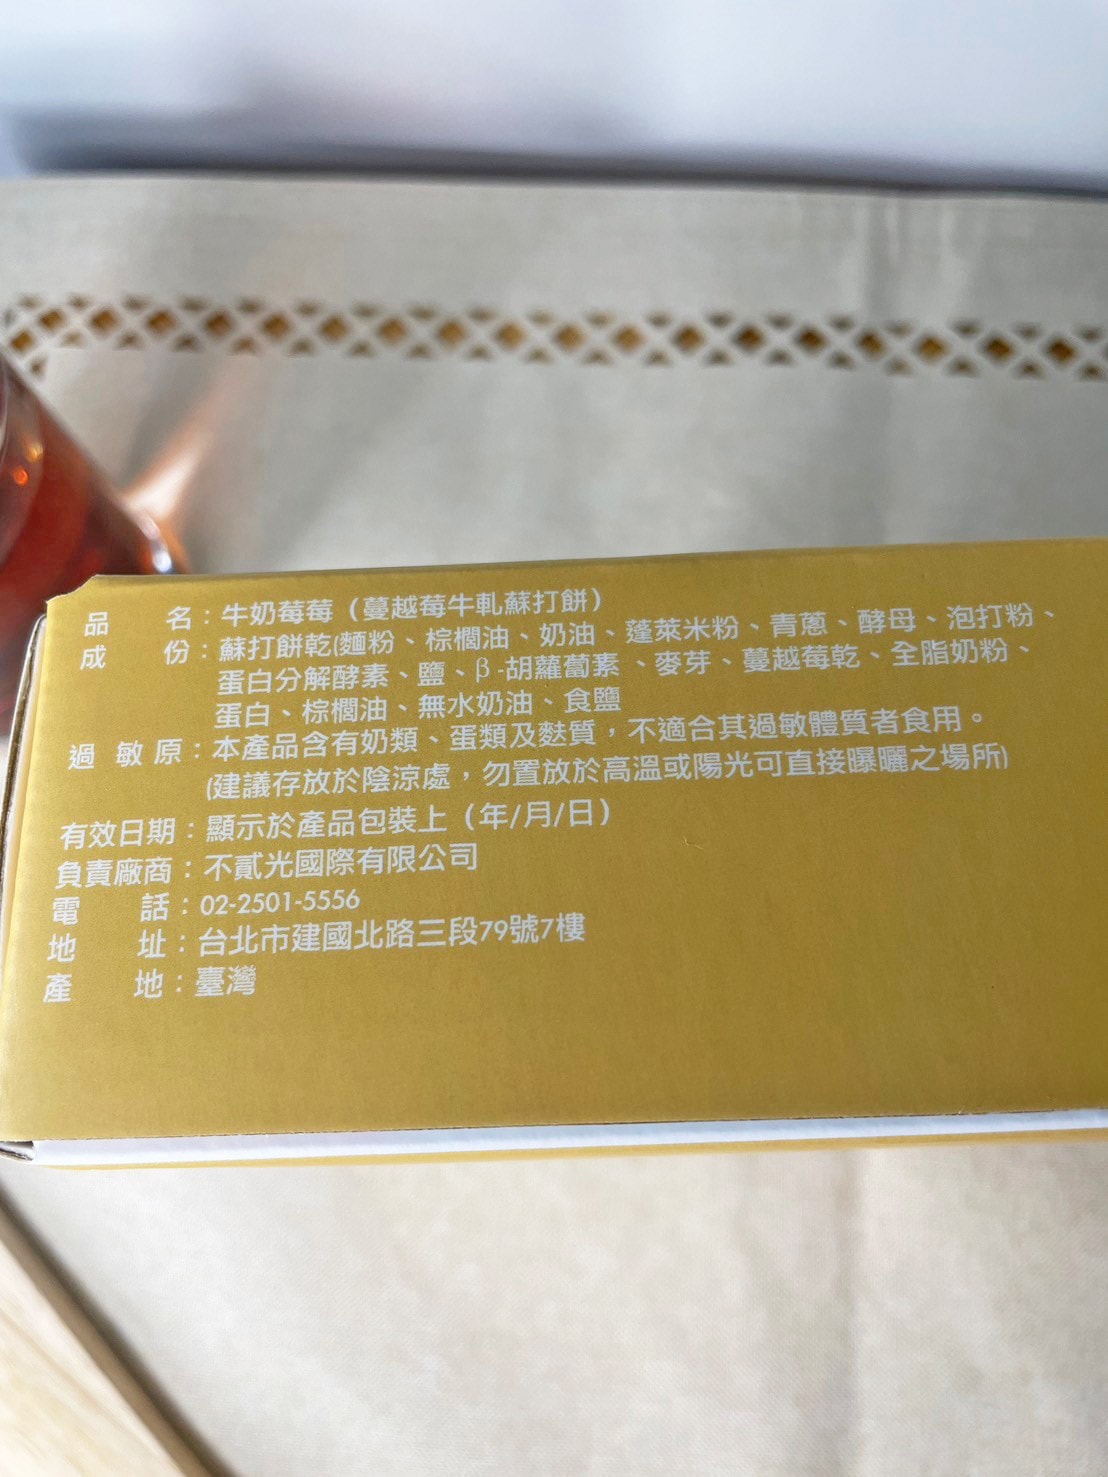 品　　名：牛奶莓莓（蔓越莓牛軋蘇打餅）
成　　份：蘇打餅乾(麵粉、棕櫚油、奶油、蓬萊米粉、青蔥、酵母、泡打粉、
蛋白分解酵素、鹽、β-胡蘿蔔素、麥芽、蔓越莓乾、全脂奶粉、
蛋白、棕櫚油、無水奶油、食鹽
過 敏 原：本產品含有奶類、蛋類及麩質，不適合其過敏體質者食用。
(建議存放於陰涼處，勿置放於高溫或陽光可直接曝曬之場所)
有效日期：顯示於產品包裝上（年/月/日）
負責廠商：不貳光國際有限公司
電　　話：02-2501-5556
地　　址：台北市建國北路三段79號7樓
產　　地：臺灣